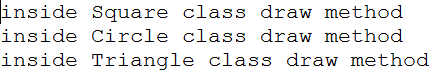 inside Square class draw method
inside Circle class draw method
inside Triangle class draw method